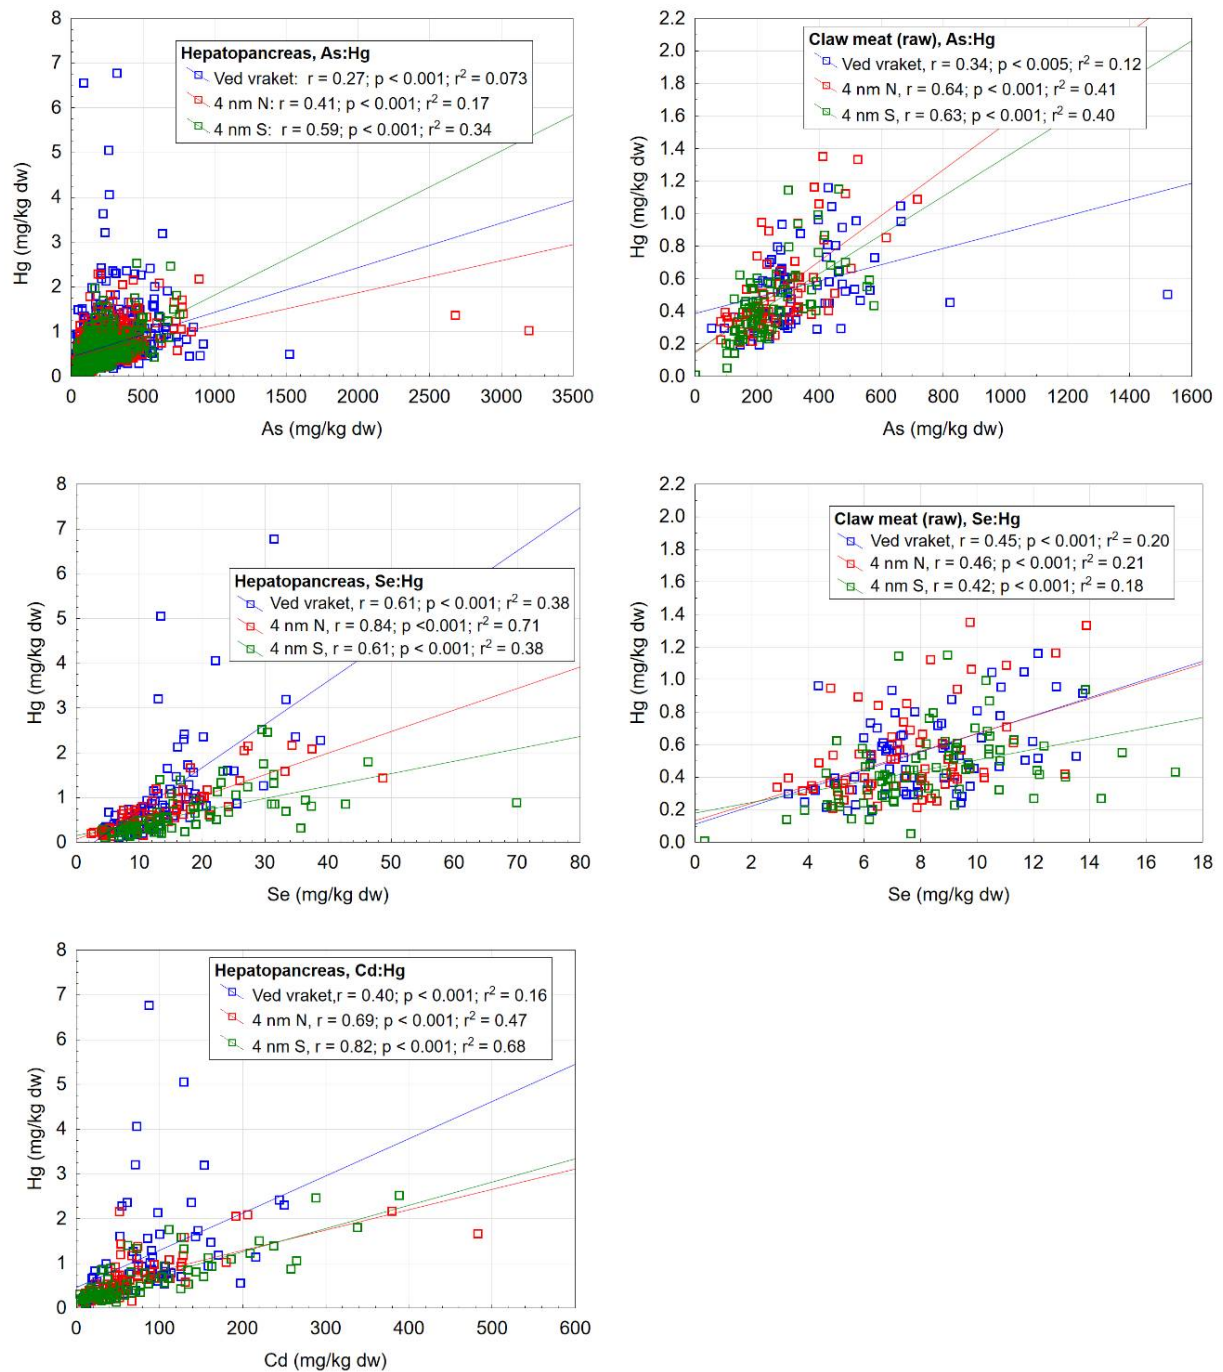 Hepatopancreas, As:Hg
Ved vraket: r = 0.27; p < 0.001; r² = 0.073
4 nm N: r = 0.41; p < 0.001; r² = 0.17
4 nm S: r = 0.59; p < 0.001; r² = 0.34
Hg (mg/kg dw)
8
7
6
5
4
3
2
1
0
0 500 1000 1500 2000 2500 3000 3500
As (mg/kg dw)
Claw meat (raw), As:Hg
Ved vraket, r = 0.34; p < 0.005; r² = 0.12
4 nm N, r = 0.64; p < 0.001; r² = 0.41
4 nm S, r = 0.63; p < 0.001; r² = 0.40
Hg (mg/kg dw)
2.2
2.0
1.8
1.6
1.4
1.2
1.0
0.8
0.6
0.4
0.2
0.0
0 200 400 600 800 1000 1200 1400 1600
As (mg/kg dw)
Hepatopancreas, Se:Hg
Ved vraket, r = 0.61; p < 0.001; r² = 0.38
4 nm N, r = 0.84; p <0.001; r² = 0.71
4 nm S, r = 0.61; p < 0.001; r² = 0.38
Hg (mg/kg dw)
8
7
6
5
4
3
2
1
0
0 10 20 30 40 50 60 70 80
Se (mg/kg dw)
Claw meat (raw), Se:Hg
Ved vraket, r = 0.45; p < 0.001; r² = 0.20
4 nm N, r = 0.46; p < 0.001; r² = 0.21
4 nm S, r = 0.42; p < 0.001; r² = 0.18
Hg (mg/kg dw)
2.2
2.0
1.8
1.6
1.4
1.2
1.0
0.8
0.6
0.4
0.2
0.0
0 2 4 6 8 10 12 14 16 18
Se (mg/kg dw)
Hepatopancreas, Cd:Hg
Ved vraket,r = 0.40; p < 0.001; r² = 0.16
4 nm N, r = 0.69; p < 0.001; r² = 0.47
4 nm S, r = 0.82; p < 0.001; r² = 0.68
Hg (mg/kg dw)
8
7
6
5
4
3
2
1
0
0 100 200 300 400 500 600
Cd (mg/kg dw)